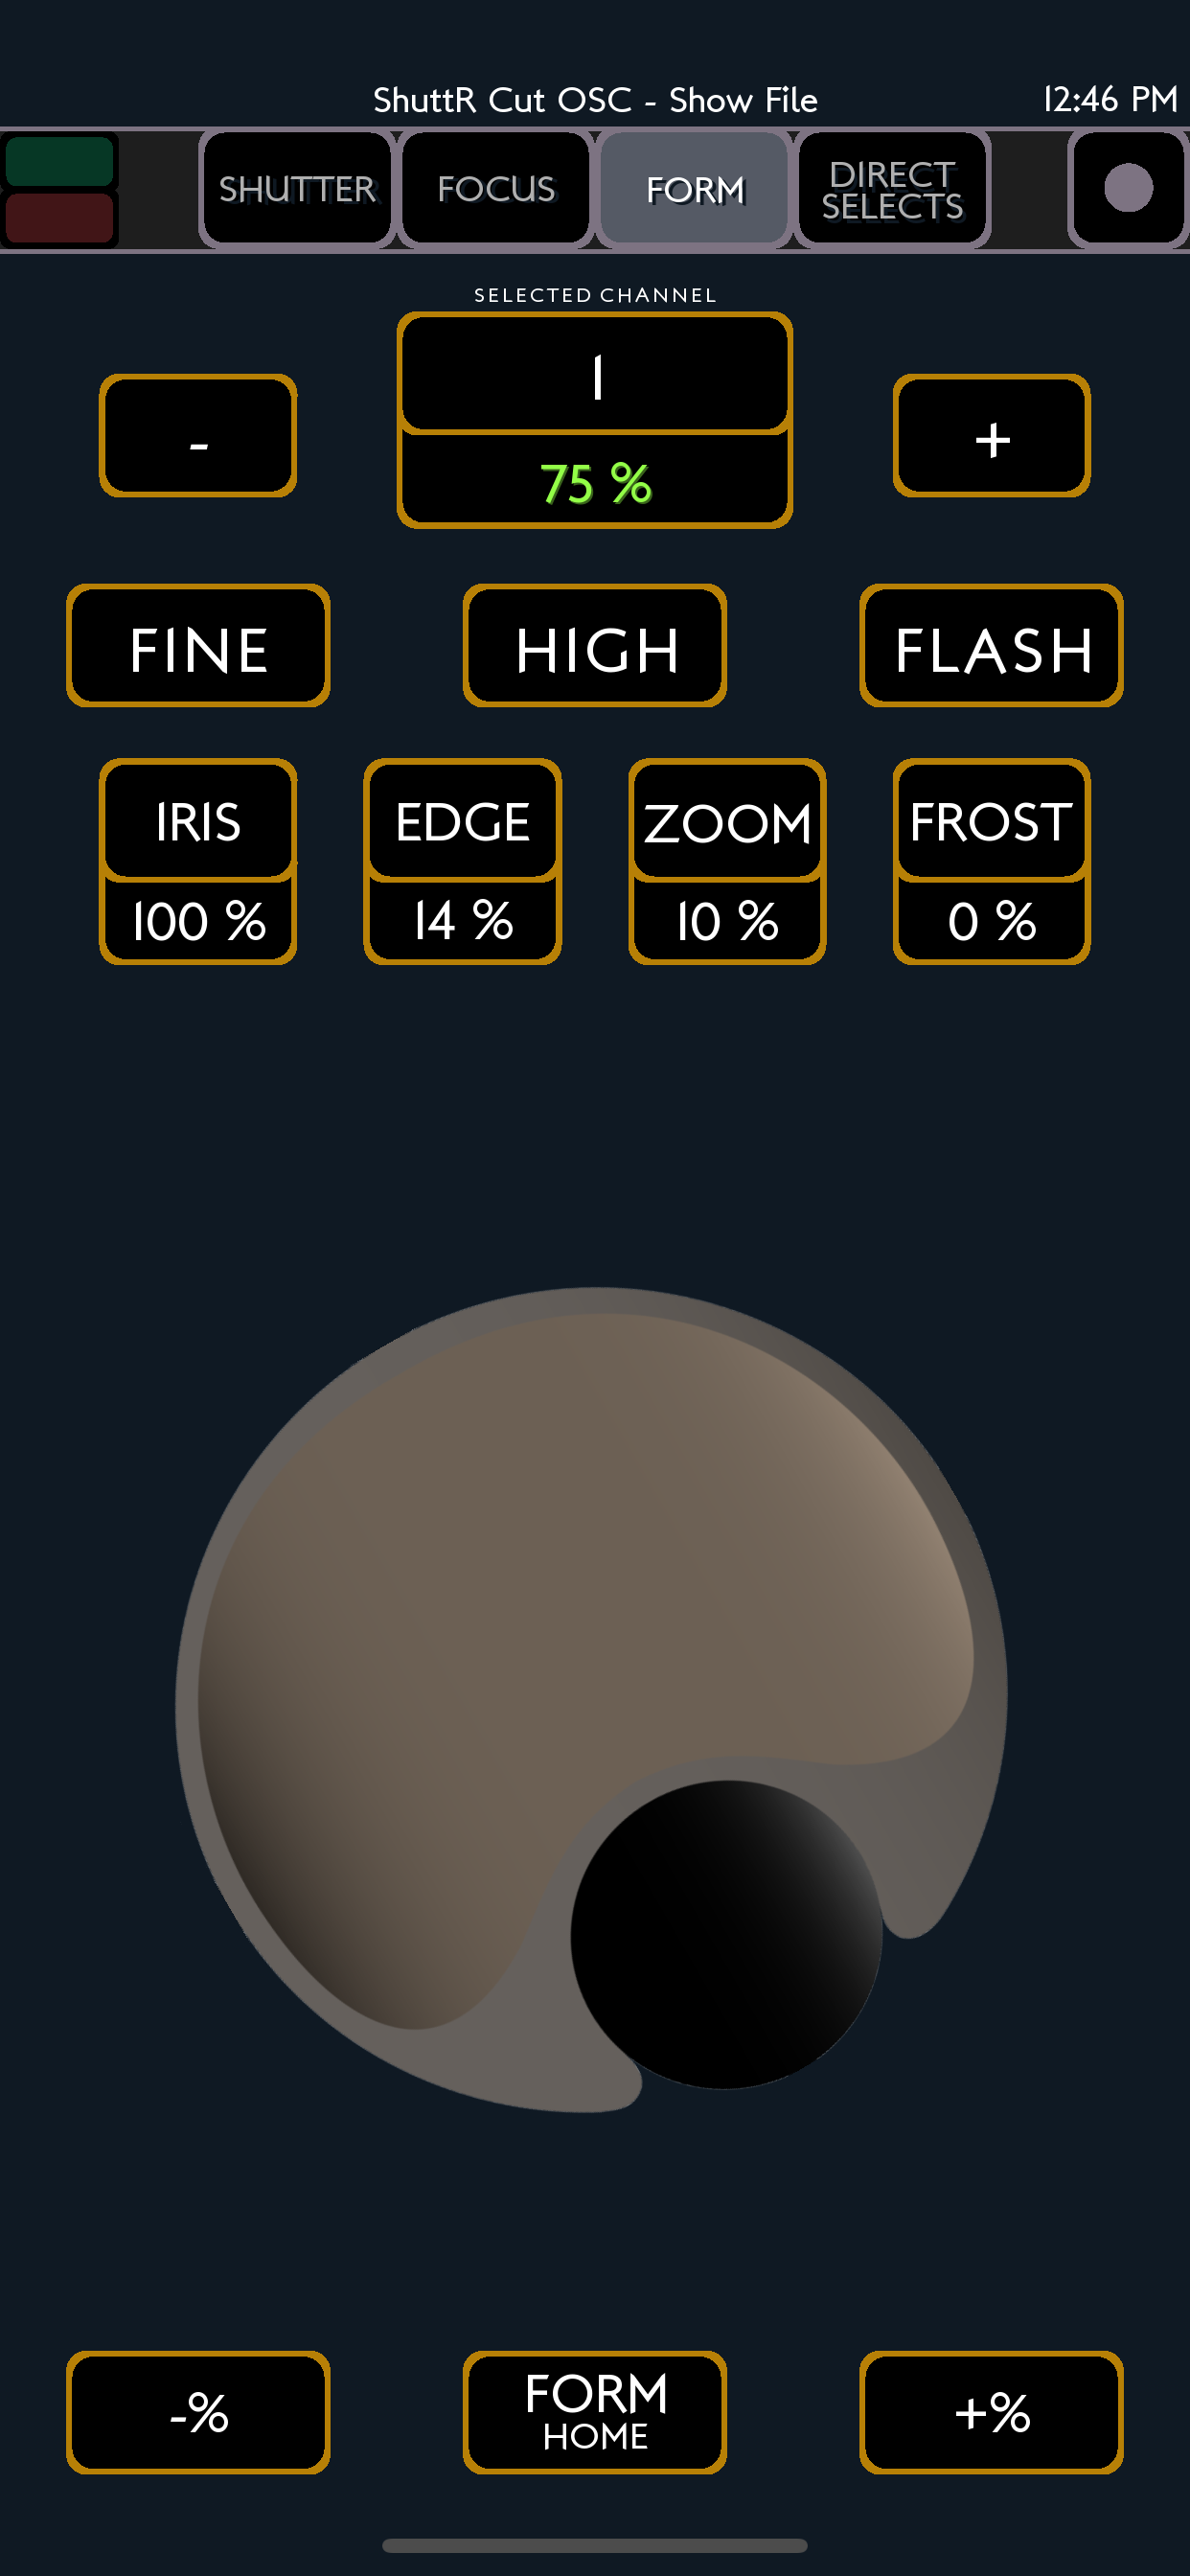 ShuttR Cut OSC - Show File
12:46 PM
SHUTTER
FOCUS
FORM
DIRECT
SELECTS
SELECTED CHANNEL
-
1
+
75 %
FINE
HIGH
FLASH
IRIS
EDGE
ZOOM
FROST
100 %
14 %
10 %
0 %
-%
FORM
HOME
+%